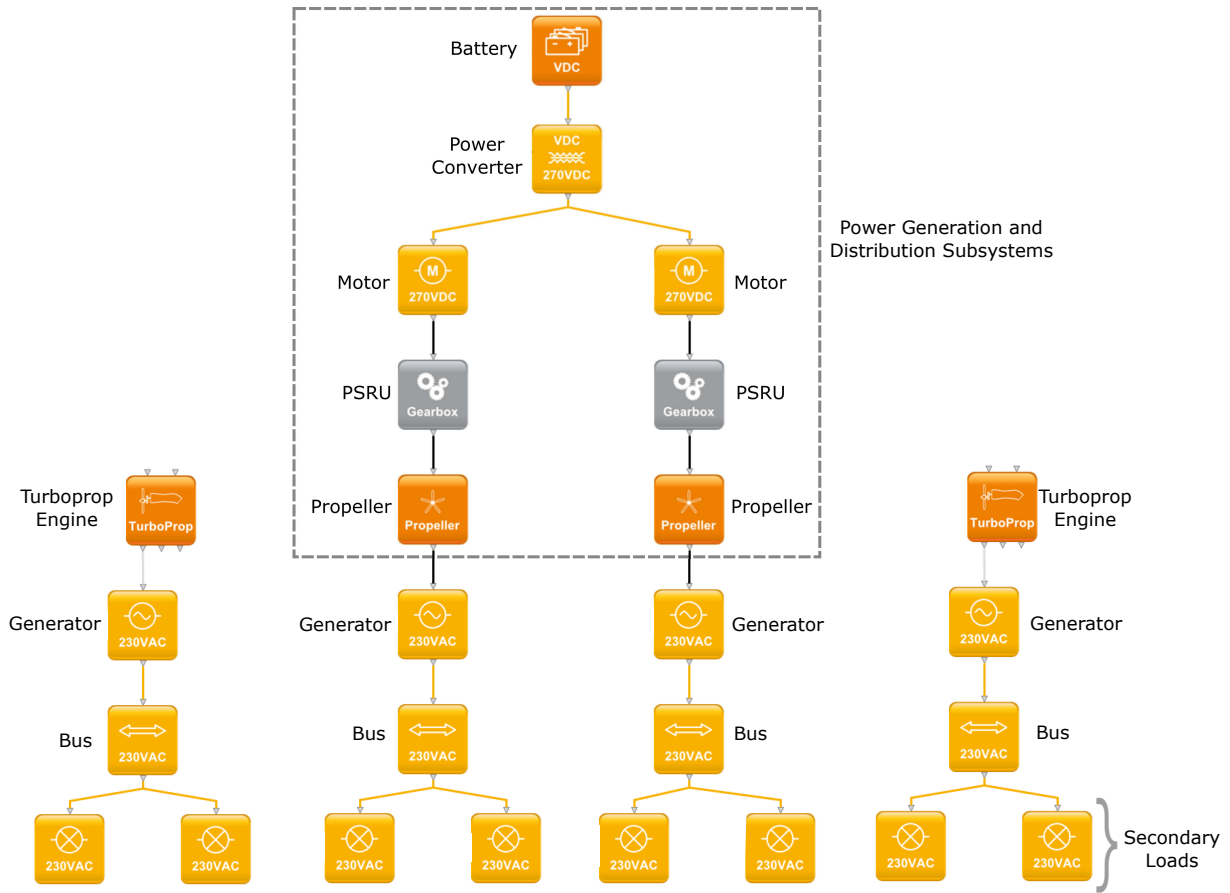 Battery
VDC
Power
Converter
VDC
270VDC
Power Generation and
Distribution Subsystems
Motor
M
270VDC
M
270VDC
Motor
PSRU
Gearbox
Gearbox
PSRU
Turboprop
Engine
TurboProp
Propeller
Propeller
Propeller
Propeller
TurboProp
Turboprop
Engine
Generator
230VAC
Generator
230VAC
230VAC
Generator
230VAC
Generator
Bus
230VAC
Bus
230VAC
230VAC
Bus
230VAC
Bus
230VAC
230VAC
230VAC
230VAC
230VAC
230VAC
230VAC
230VAC
Secondary
Loads